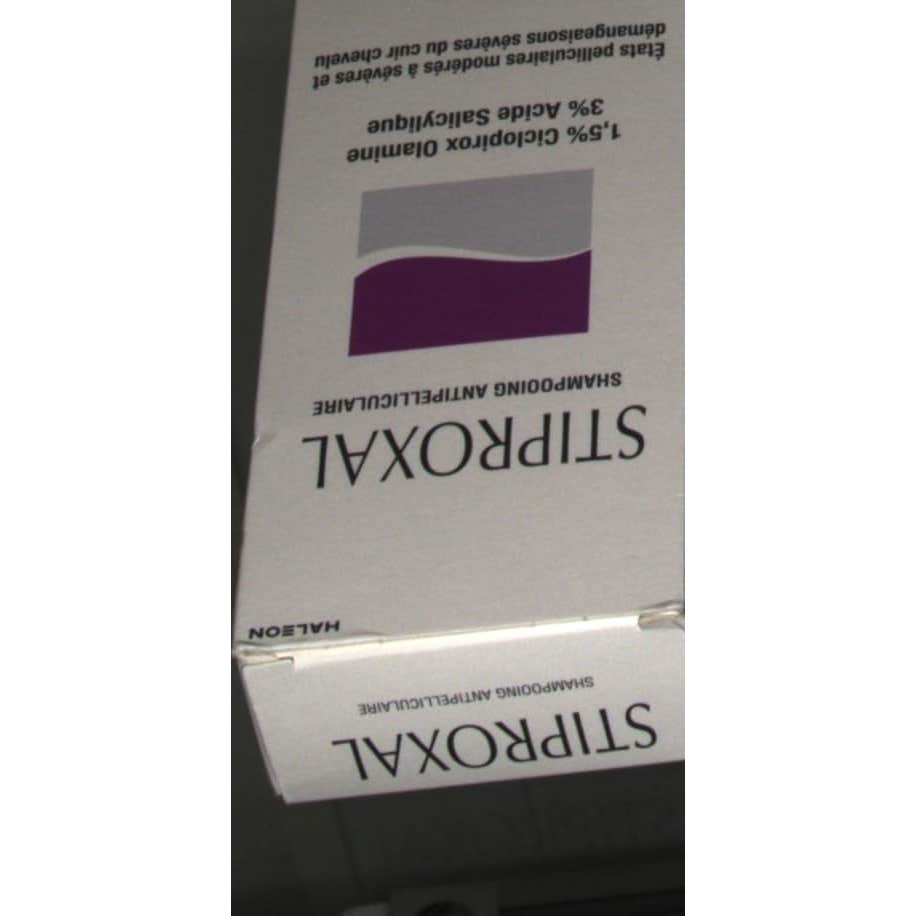 STIPROXAL
SHAMPOOING ANTIPELLICULAIRE
HALEON
STIPROXAL
SHAMPOOING ANTIPELLICULAIRE
1,5% Ciclopirox Olamine
3% Acide Salicylique
États pelliculaires modérés à sévères et
démangeaisons sévères du cuir chevelu